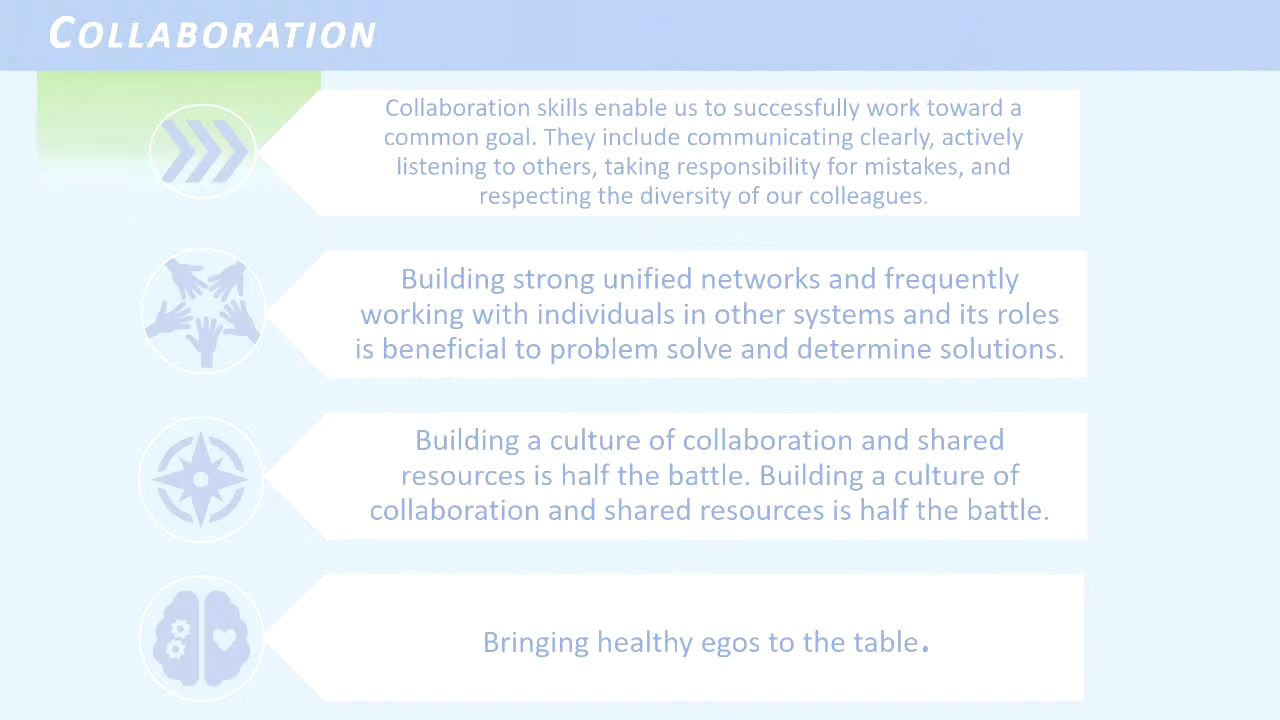 COLLABORATION
Collaboration skills enable us to successfully work toward a
common goal. They include communicating clearly, actively
listening to others, taking responsibility for mistakes, and
respecting the diversity of our colleagues.
Building strong unified networks and frequently
working with individuals in other systems and its roles
is beneficial to problem solve and determine solutions.
Building a culture of collaboration and shared
resources is half the battle. Building a culture of
collaboration and shared resources is half the battle.
Bringing healthy egos to the table.